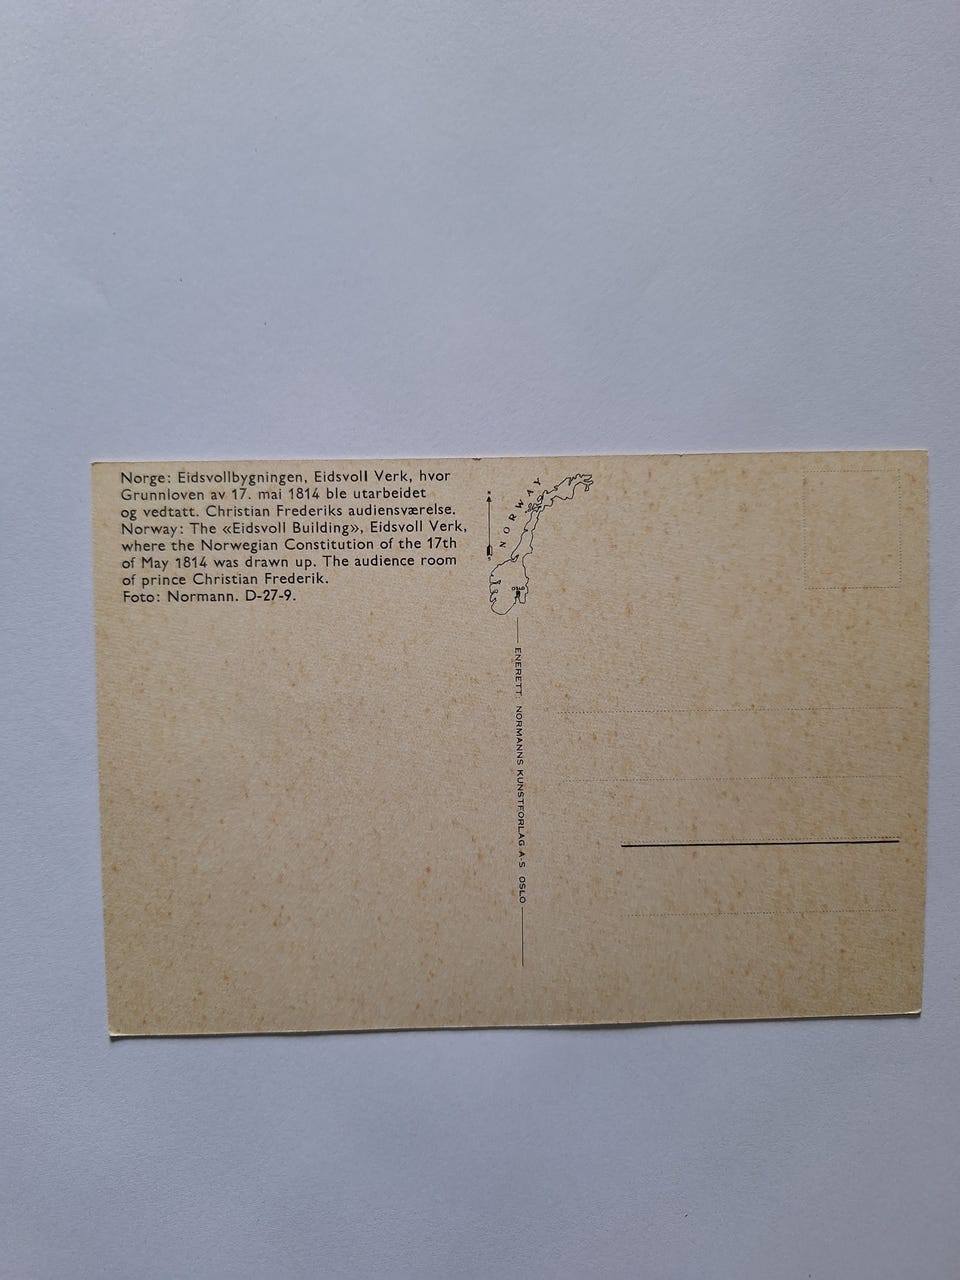 Norge: Eidsvollbygningen, Eidsvoll Verk, hvor
Grunnloven av 17. mai 1814 ble utarbeidet
og vedtatt. Christian Frederiks audiensværelse.
Norway: The «Eidsvoll Building», Eidsvoll Verk,
where the Norwegian Constitution of the 17th
of May 1814 was drawn up. The audience room
of prince Christian Frederik.
Foto: Normann. D-27-9.
NORWAY
ENERETT: NORMANNS KUNSTFORLAG A-S OSLO